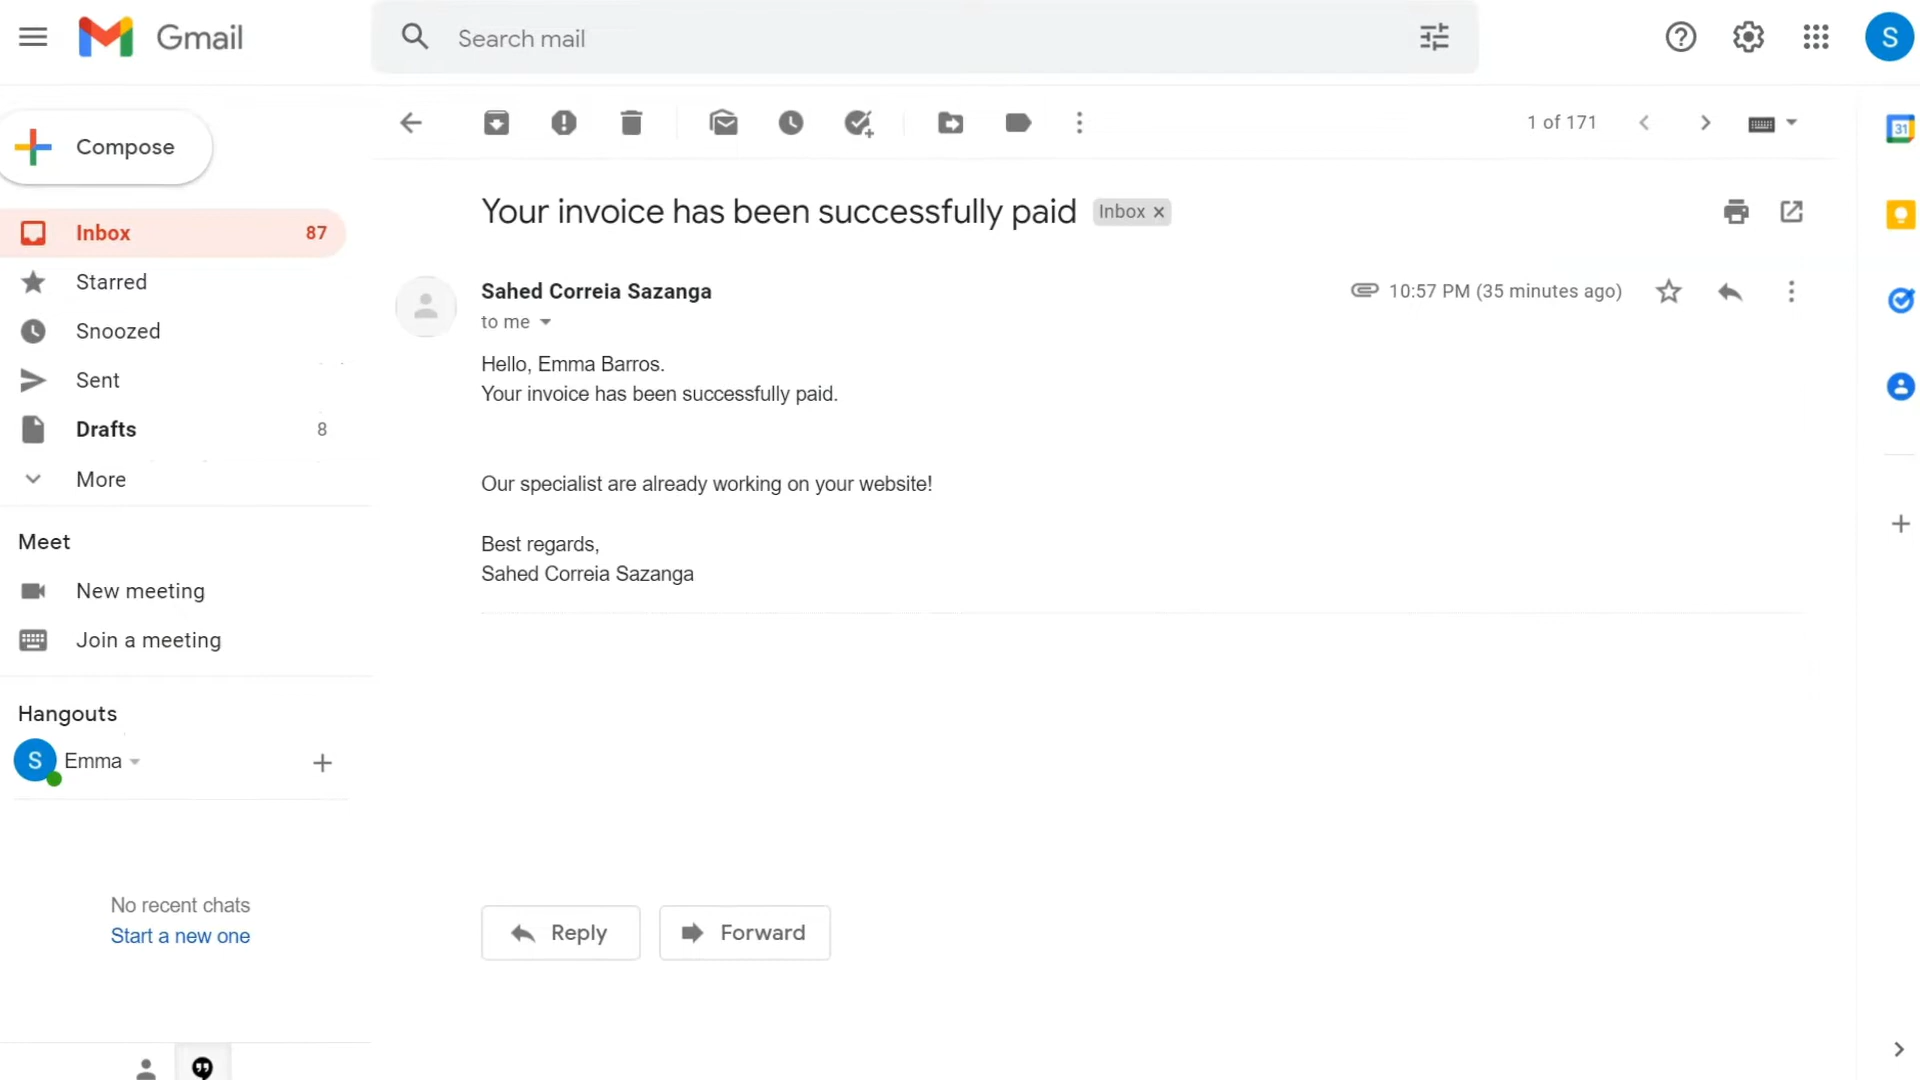 Gmail
Search mail
S
Compose
1 of 171
31
Your invoice has been successfully paid
Inbox
Inbox 87
Starred
Snoozed
Sent
Drafts 8
More
Sahed Correia Sazanga
10:57 PM (35 minutes ago)
to me
Hello, Emma Barros.
Your invoice has been successfully paid.
Our specialist are already working on your website!
Best regards,
Sahed Correia Sazanga
Meet
New meeting
Join a meeting
Hangouts
S Emma
No recent chats
Start a new one
Reply
Forward